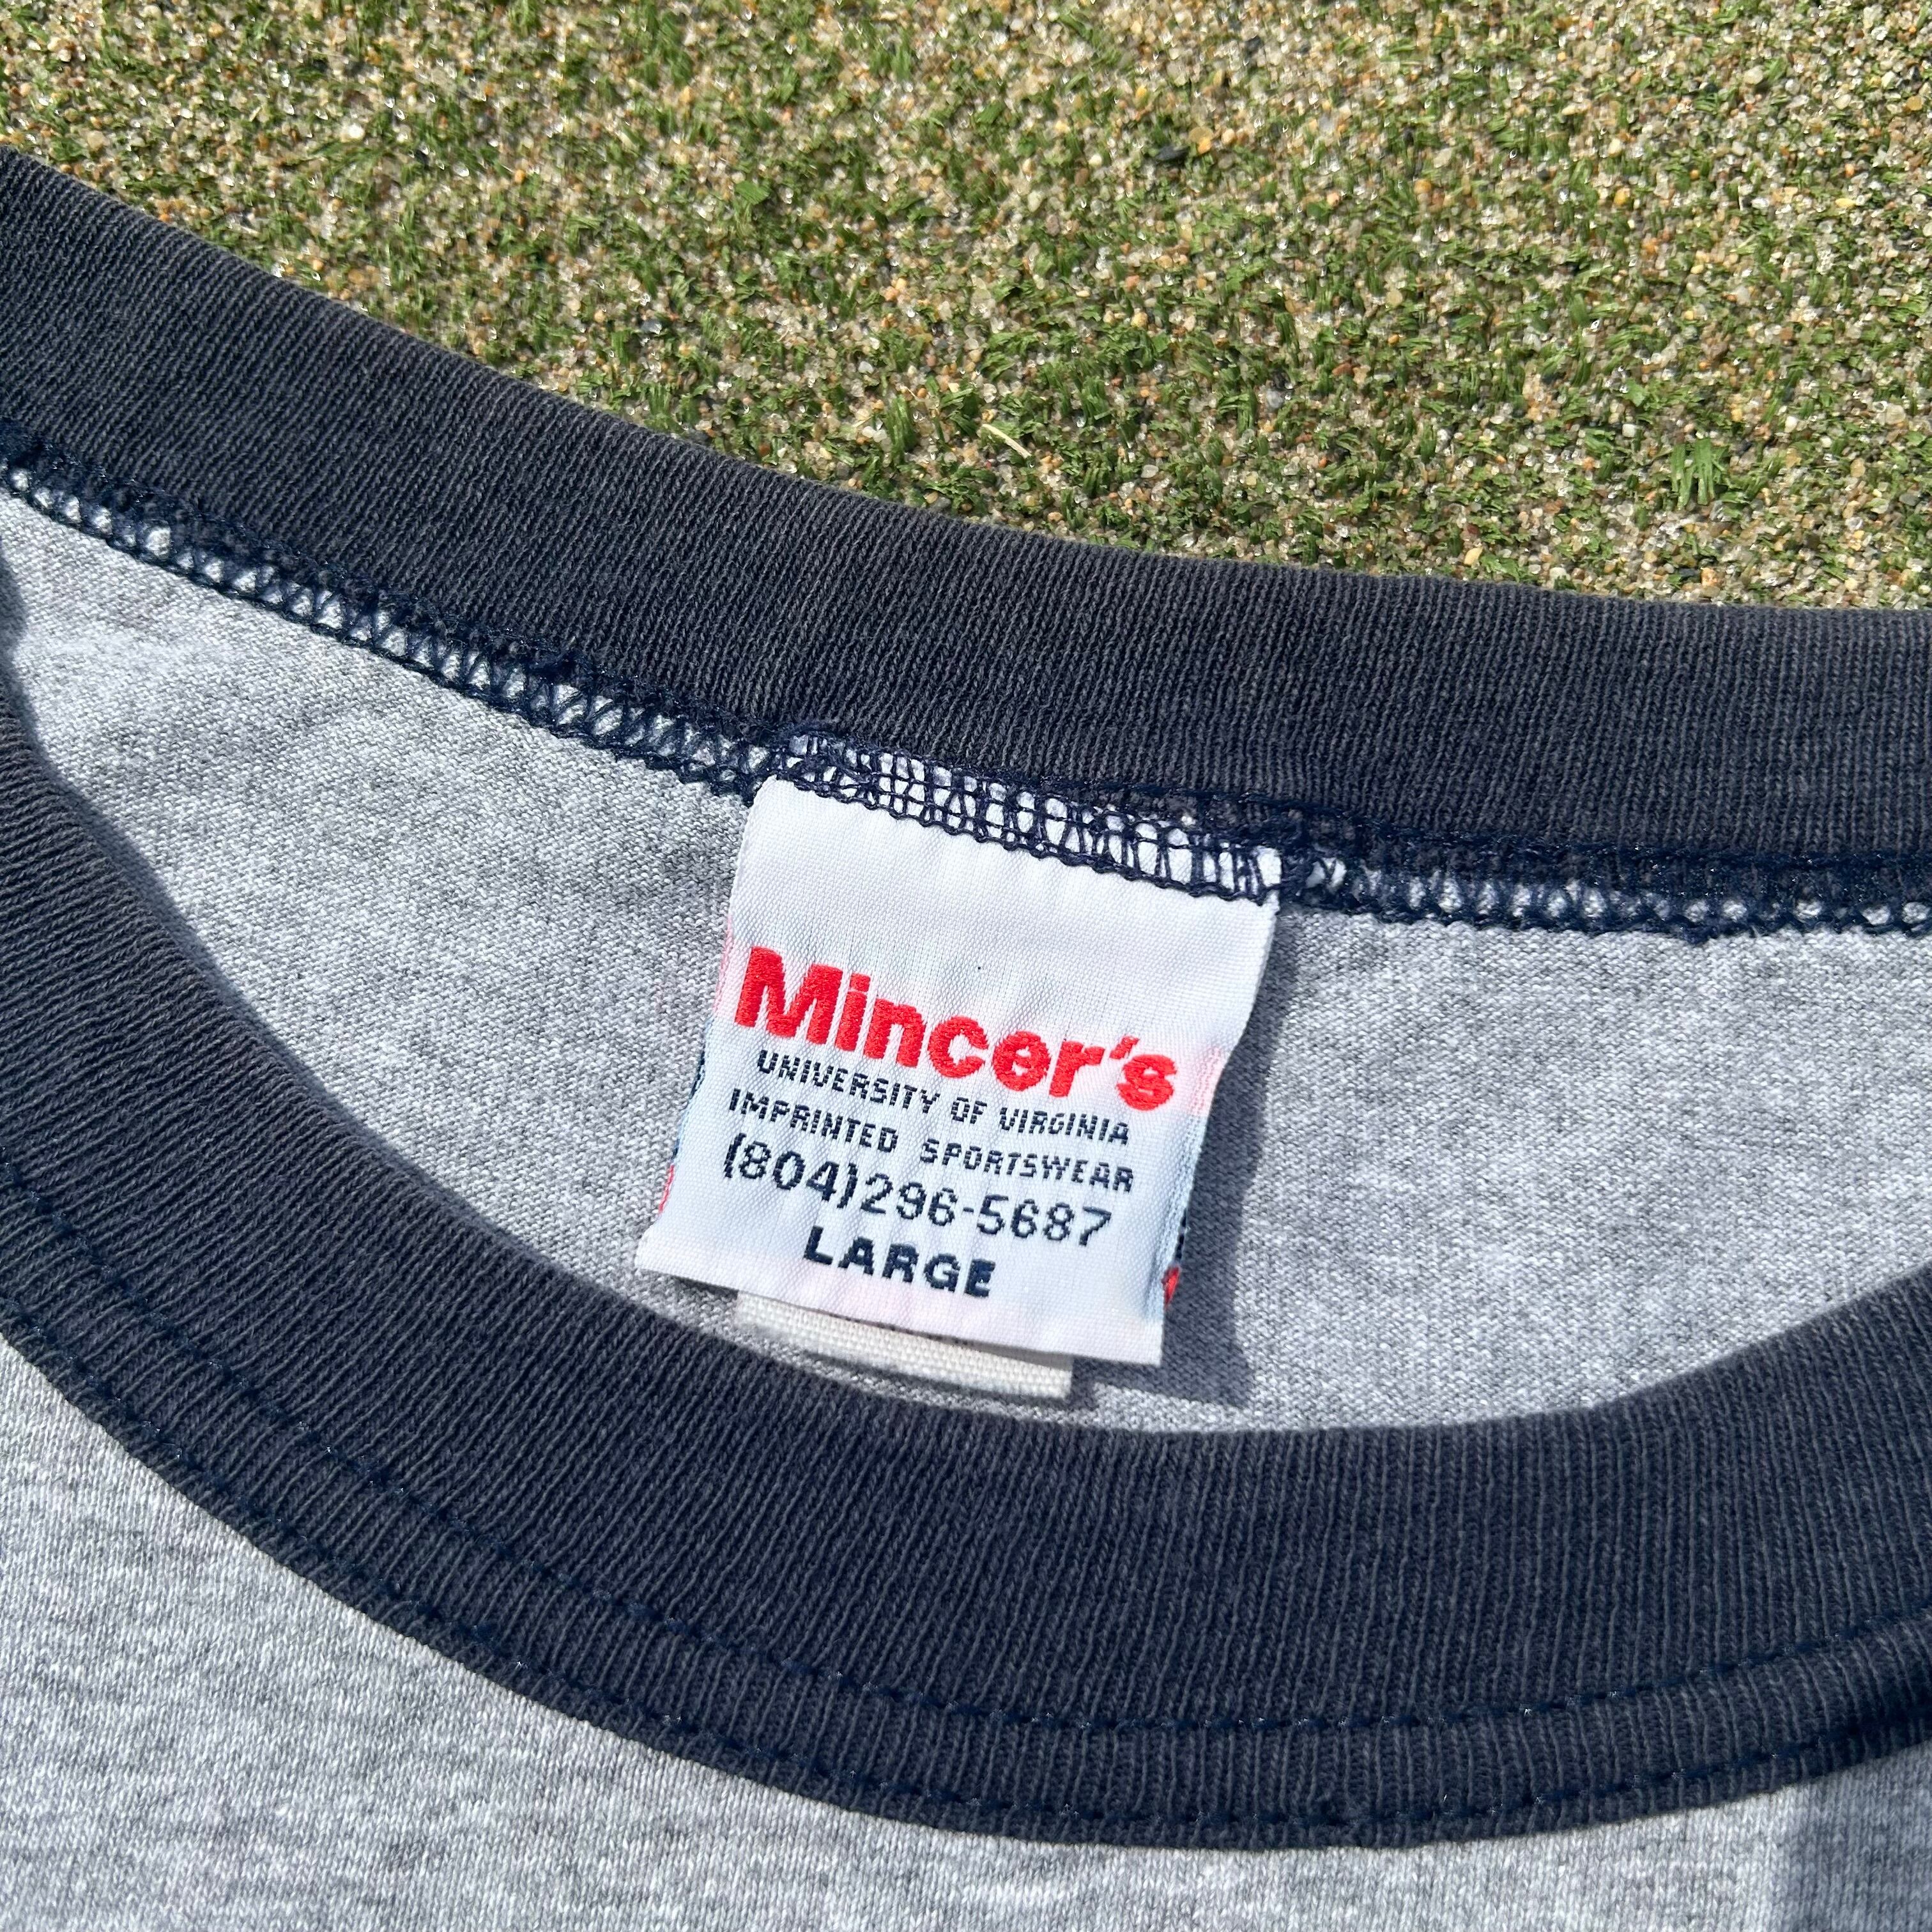 Mincer's
UNIVERSITY OF VIRGINIA
IMPRINTED SPORTSWEAR
(804)296-5687
LARGE